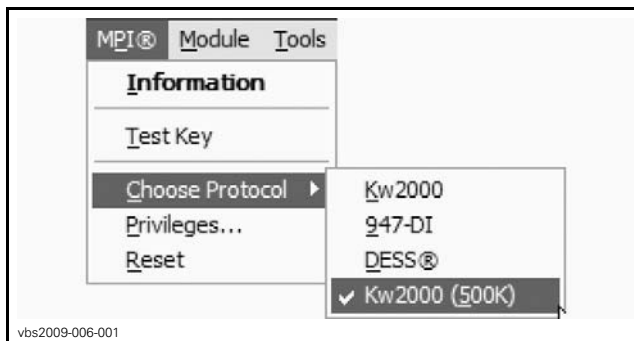 MPI® Module Tools
Information
Test Key
Choose Protocol
Privileges...
Reset
Kw2000
947-DI
DESS®
Kw2000 (500K)
vbs2009-006-001